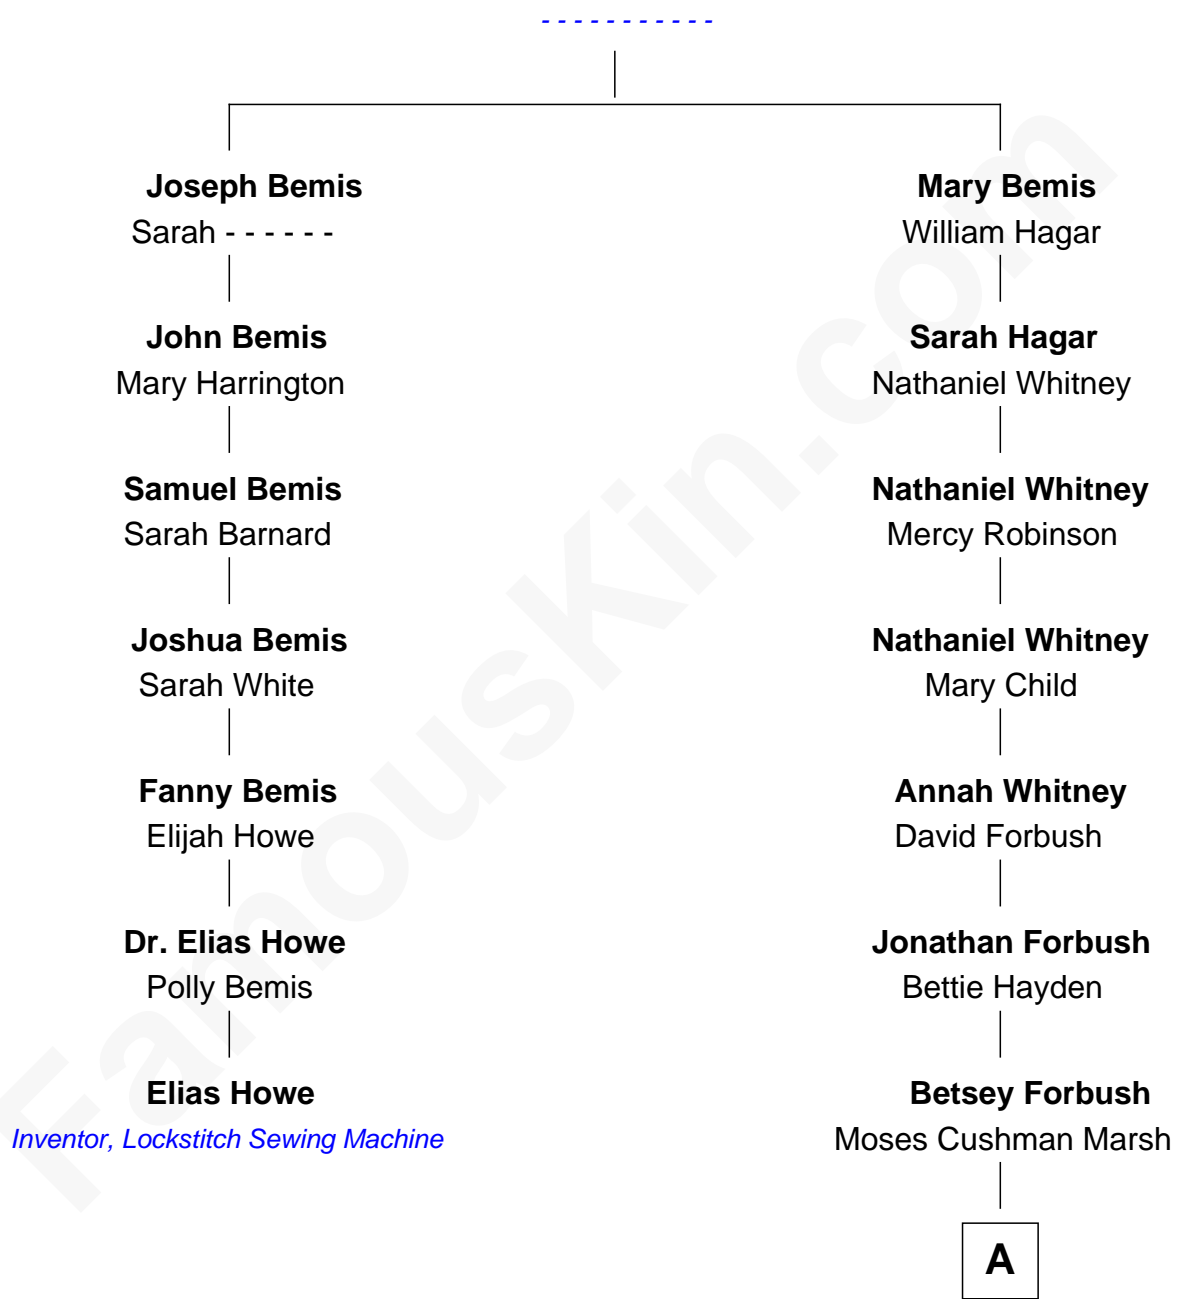 - - - - - - - - - - -
Joseph Bemis
Sarah - - - - - -
Mary Bemis
William Hagar
John Bemis
Mary Harrington
Sarah Hagar
Nathaniel Whitney
Samuel Bemis
Sarah Barnard
Nathaniel Whitney
Mercy Robinson
Joshua Bemis
Sarah White
Nathaniel Whitney
Mary Child
Fanny Bemis
Elijah Howe
Annah Whitney
David Forbush
Dr. Elias Howe
Polly Bemis
Jonathan Forbush
Bettie Hayden
Elias Howe
Inventor, Lockstitch Sewing Machine
Betsey Forbush
Moses Cushman Marsh
A
FamousKin.com